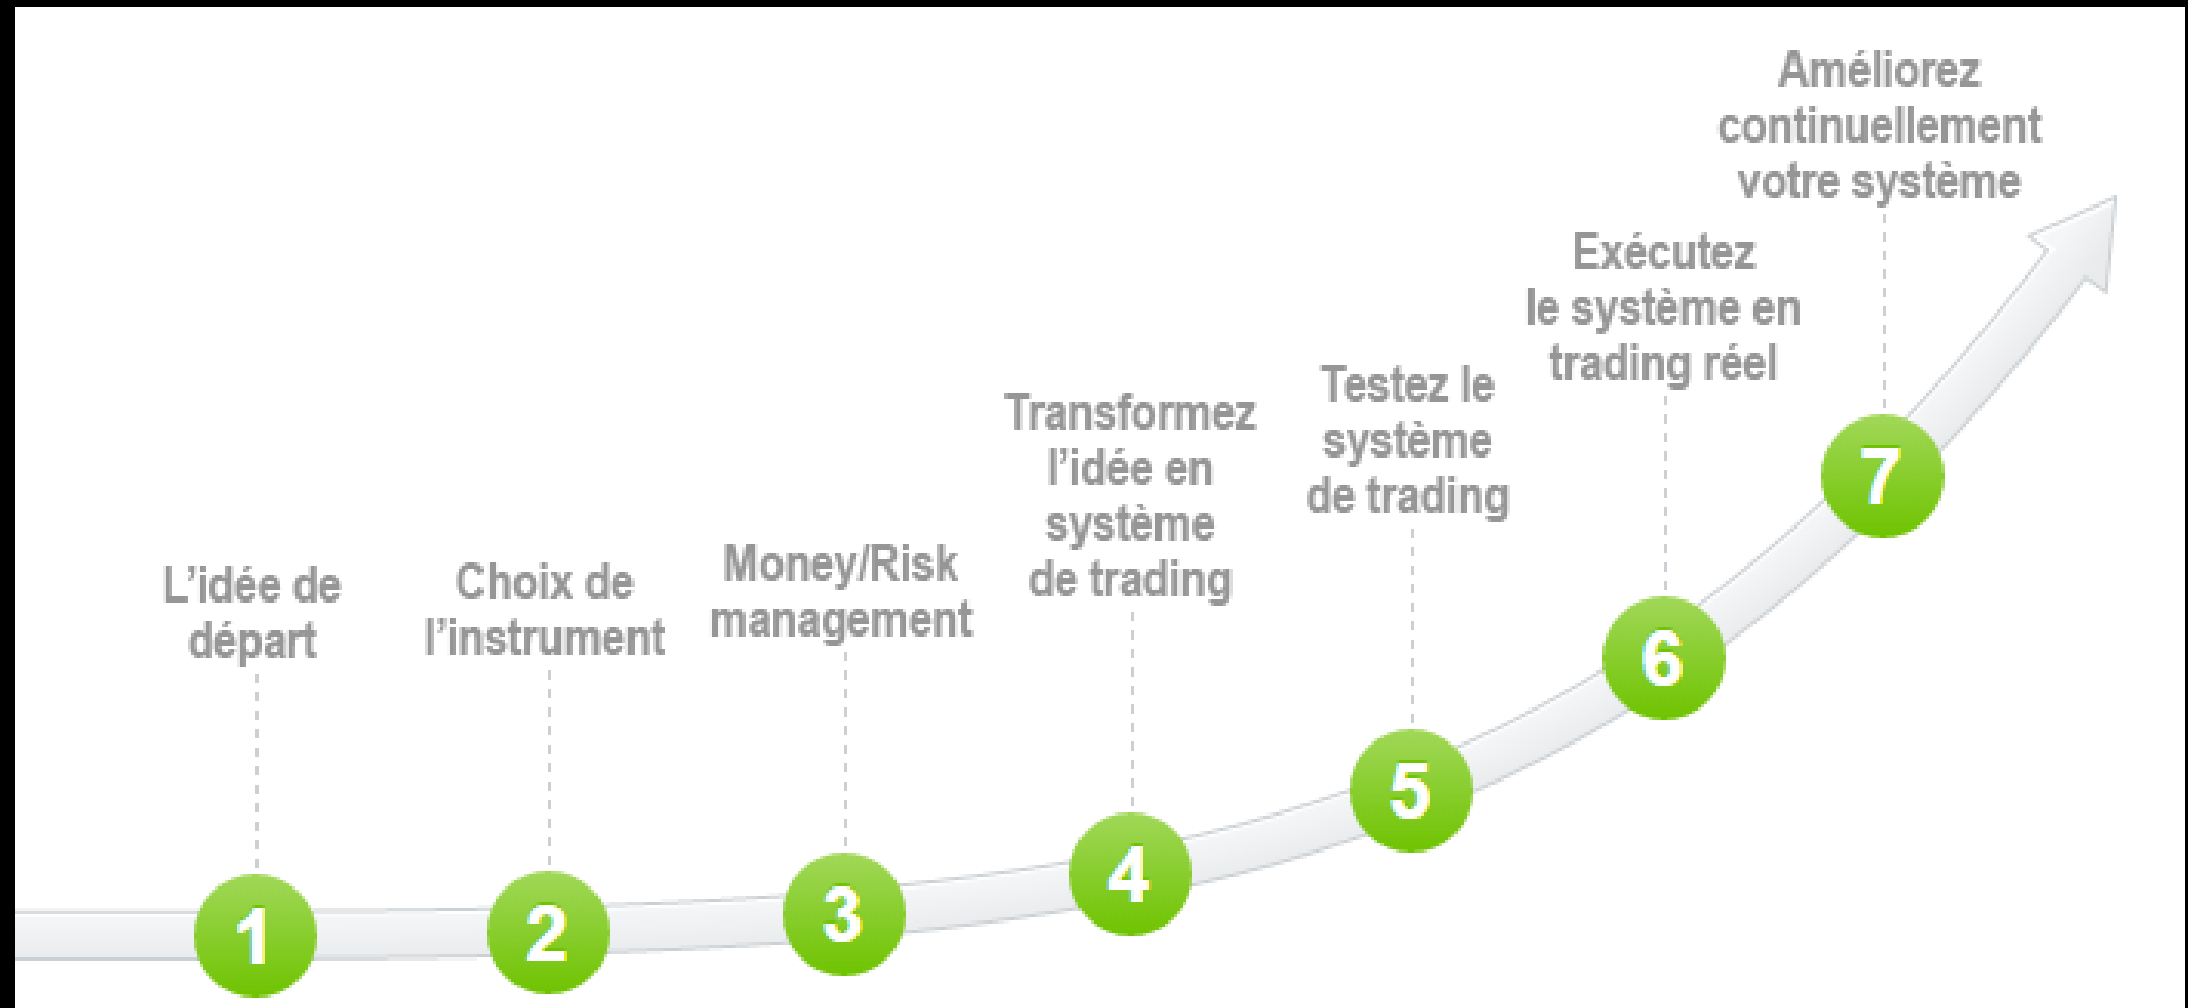 L’idée de
départ
1
Choix de
l’instrument
2
Money/Risk
management
3
Transformez
l’idée en
système
de trading
4
Testez le
système
de trading
5
Exécutez
le système en
trading réel
6
Améliorez
continuellement
votre système
7